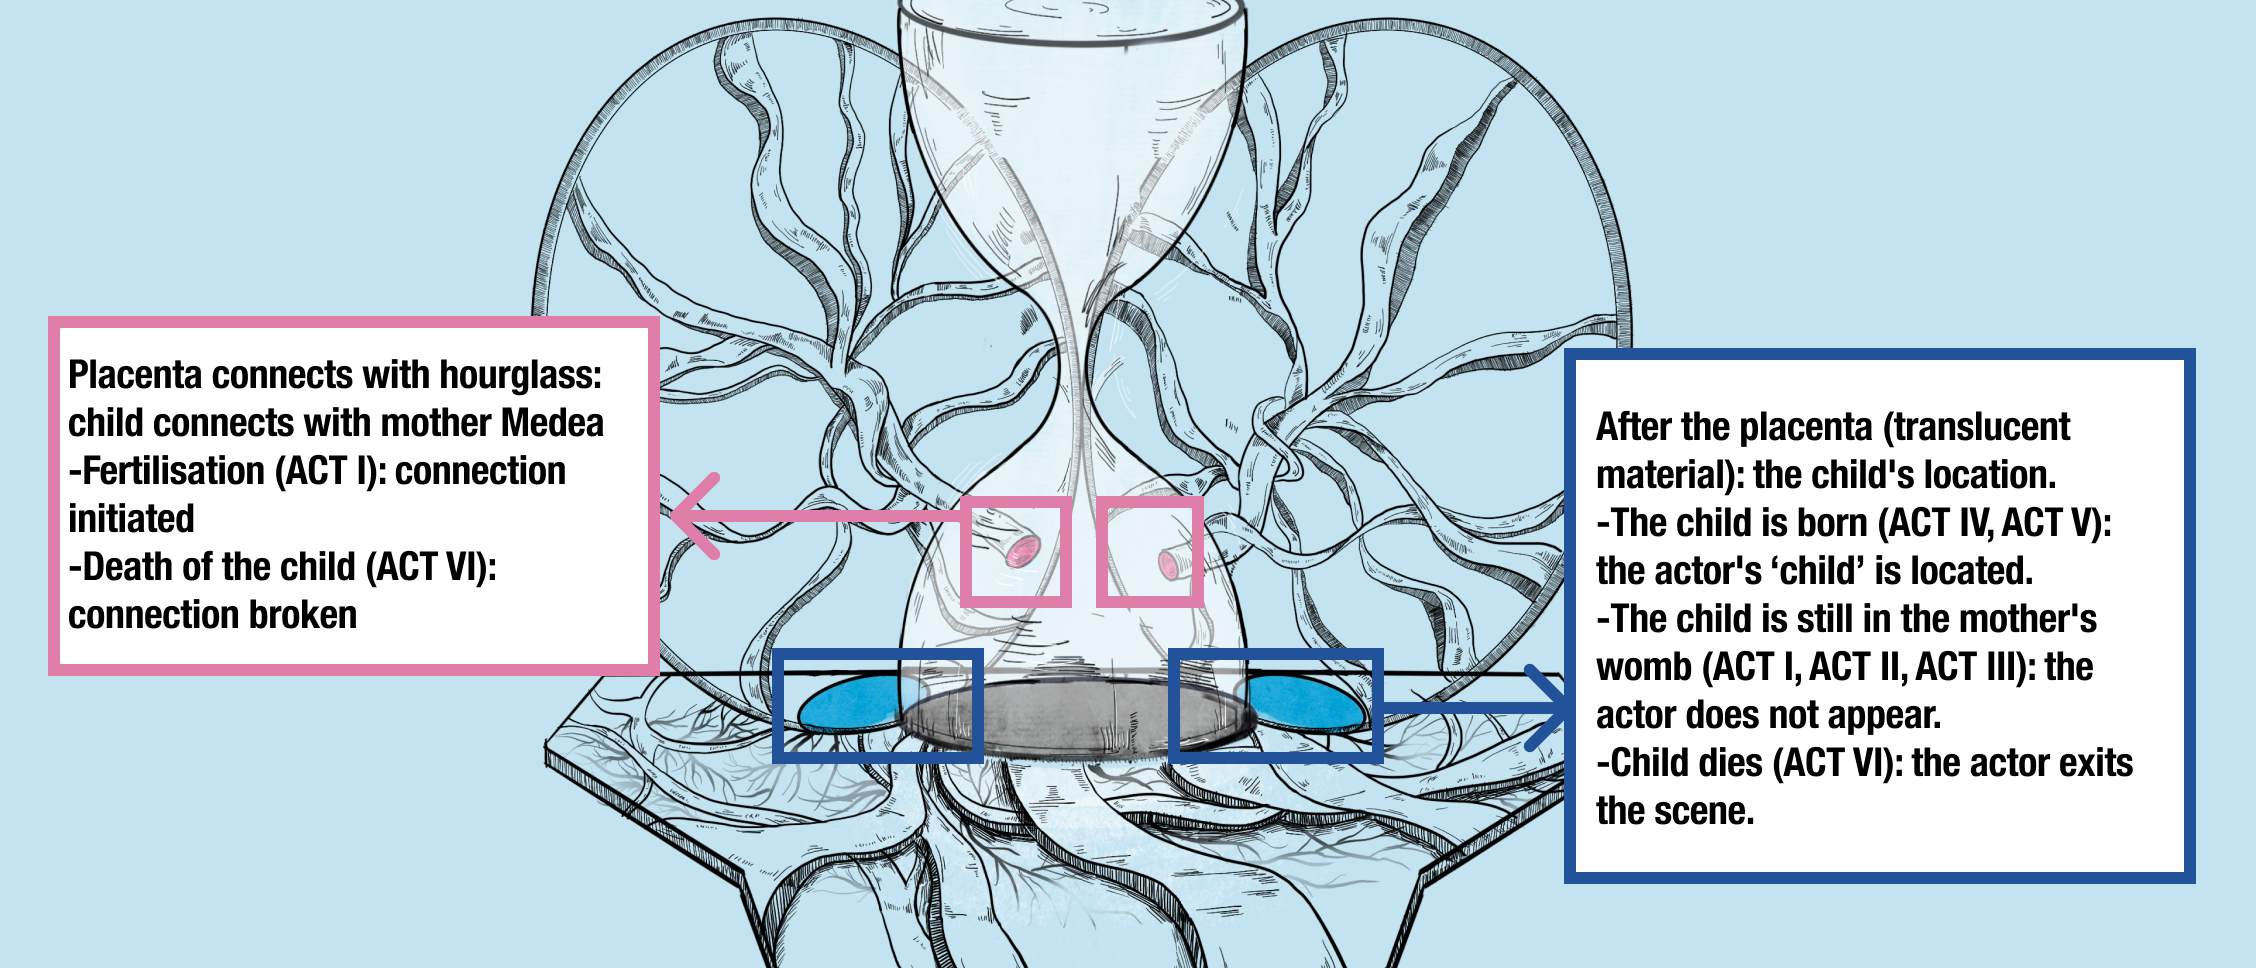 Placenta connects with hourglass:
child connects with mother Medea
-Fertilisation (ACT I): connection
initiated
-Death of the child (ACT VI):
connection broken
After the placenta (translucent
material): the child's location.
-The child is born (ACT IV, ACT V):
the actor's ‘child’ is located.
-The child is still in the mother's
womb (ACT I, ACT II, ACT III): the
actor does not appear.
-Child dies (ACT VI): the actor exits
the scene.